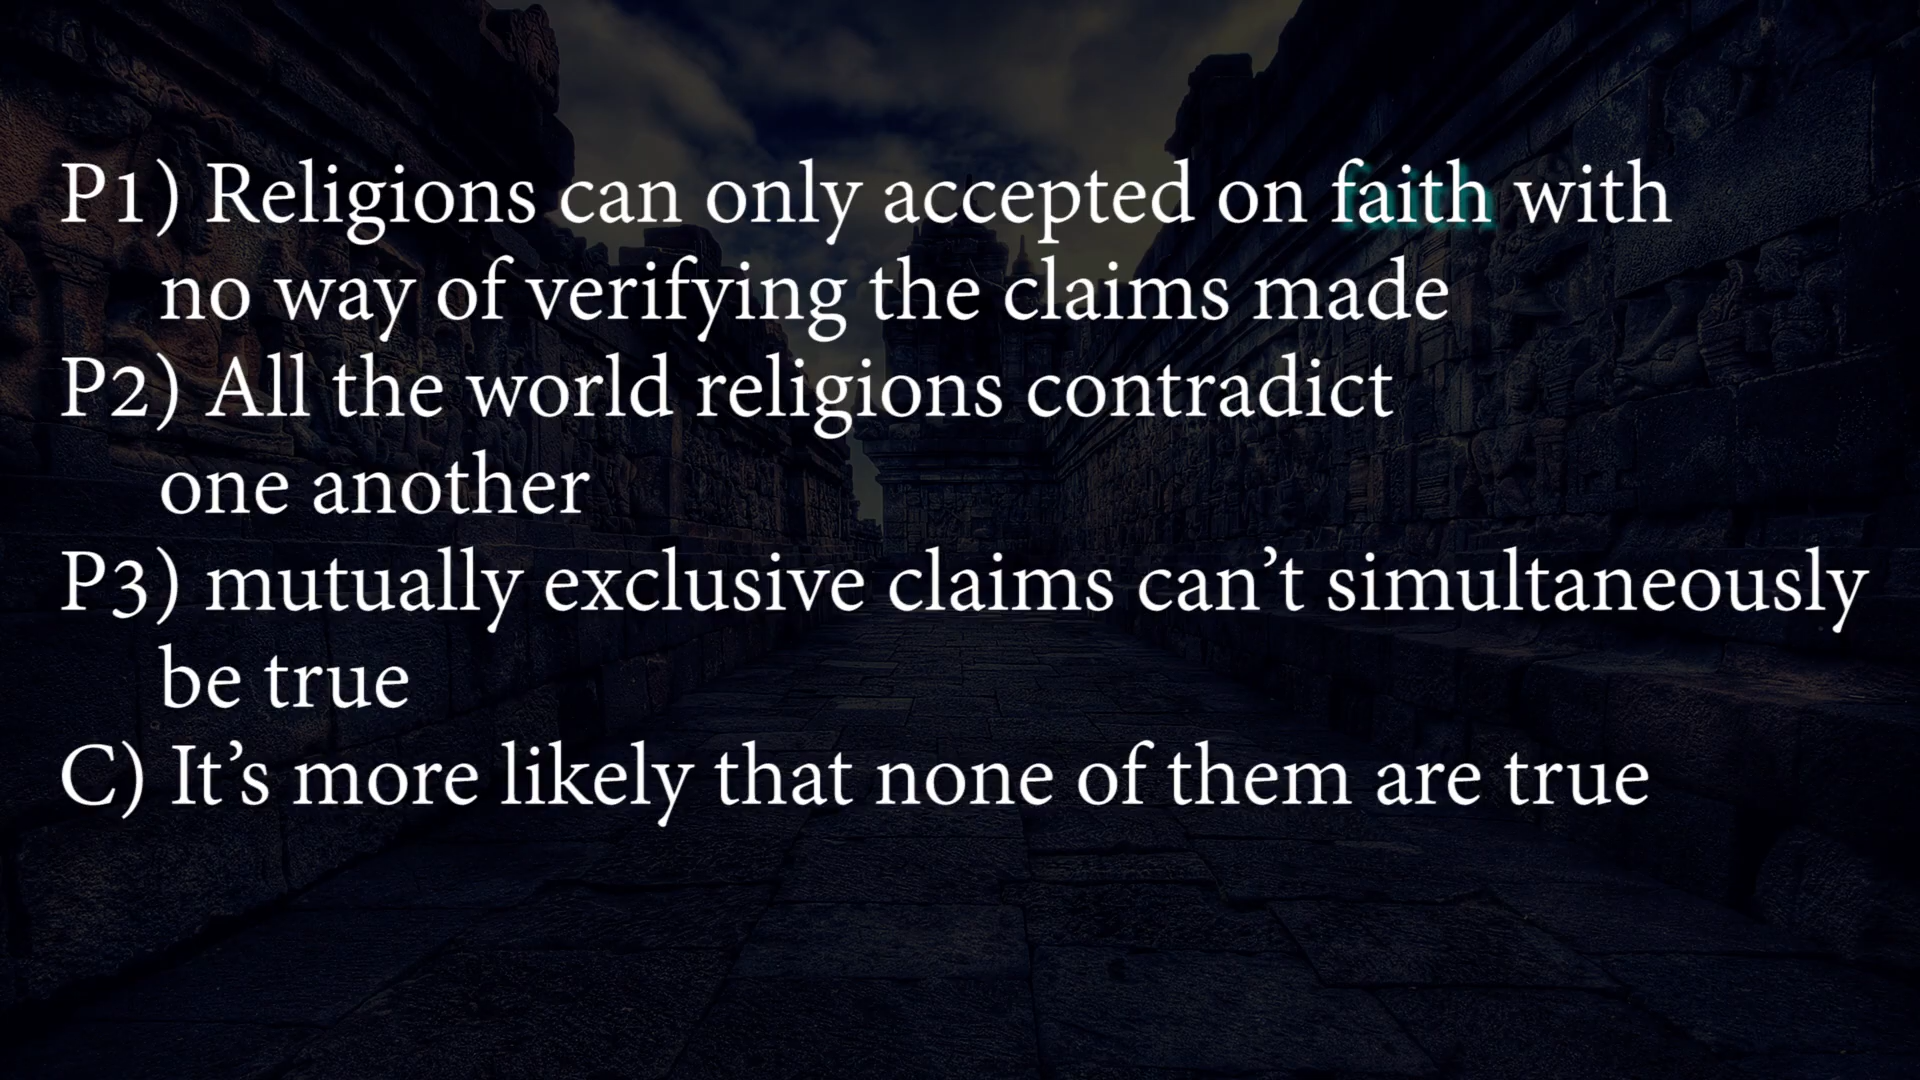 P1) Religions can only accepted on faith with
no way of verifying the claims made
P2) All the world religions contradict
one another
P3) mutually exclusive claims can’t simultaneously
be true
C) It’s more likely that none of them are true